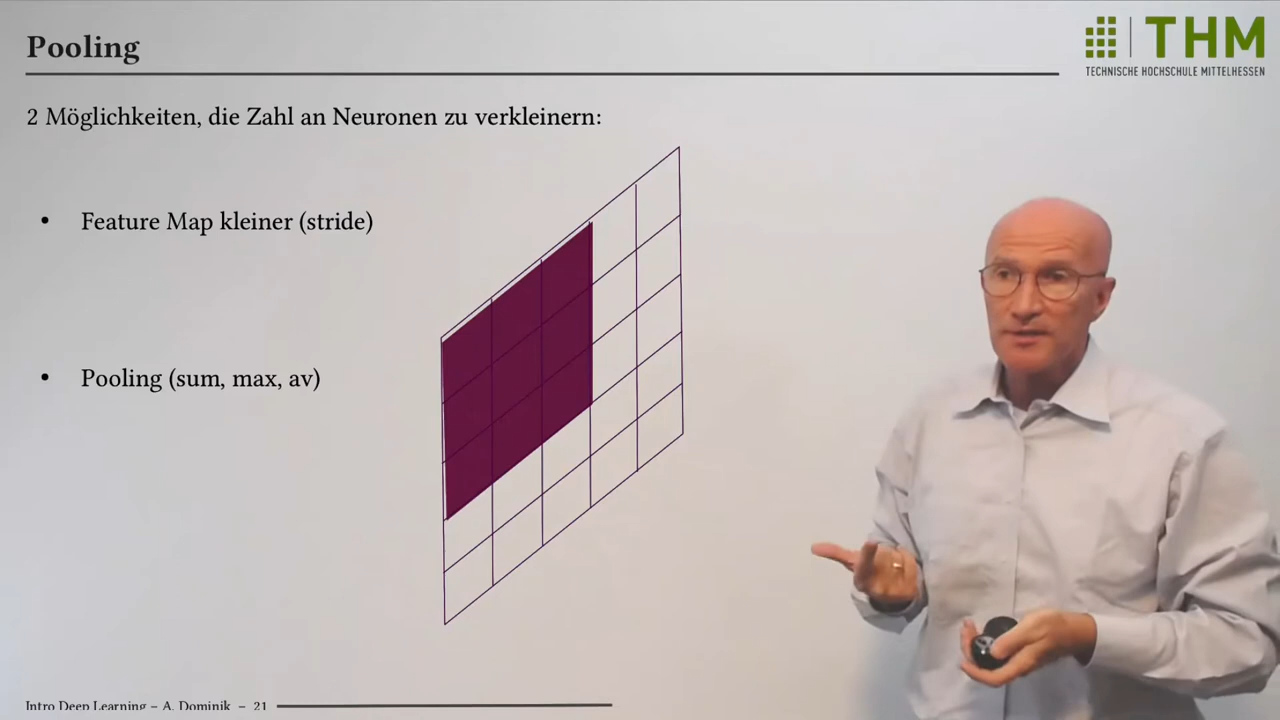 Pooling
THM
TECHNISCHE HOCHSCHULE MITTELHESSEN
2 Möglichkeiten, die Zahl an Neuronen zu verkleinern:
• Feature Map kleiner (stride)
• Pooling (sum, max, av)
Intro Deep Learning – A. Dominik – 21